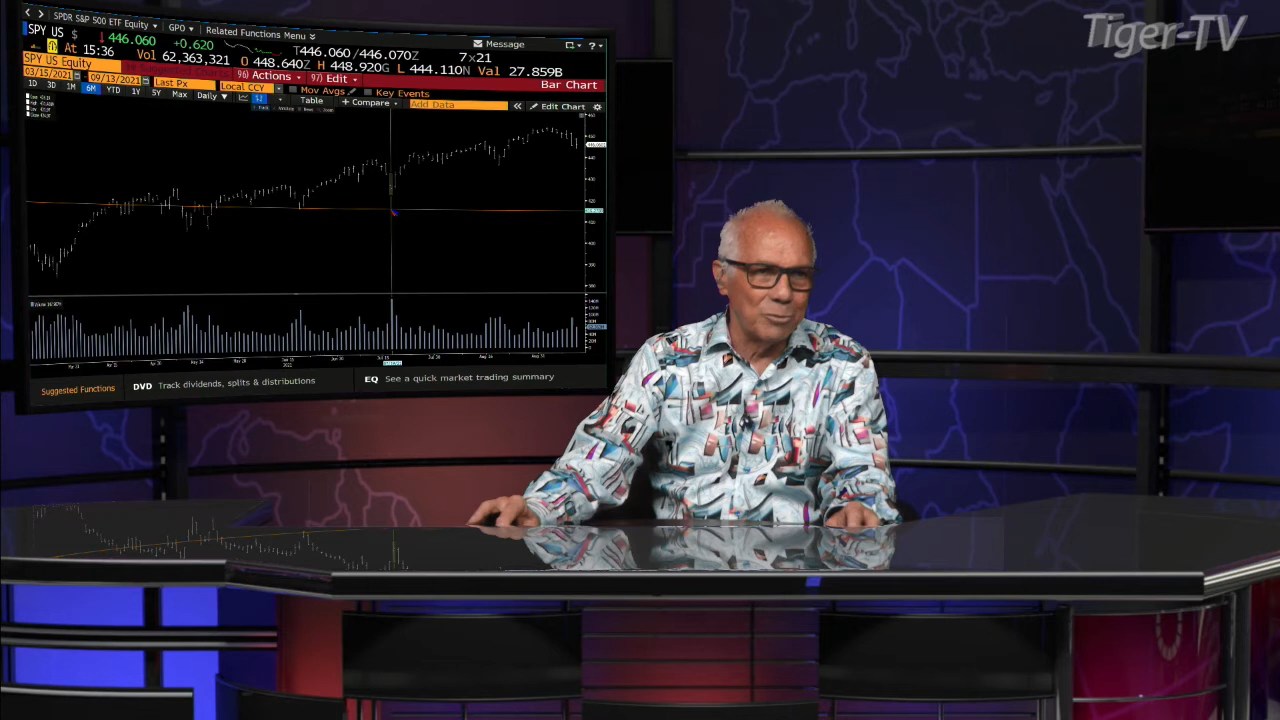 Tiger-TV
SPDR S&P 500 ETF Equity GPO Related Functions Menu
SPY US $ 446.060 +0.620 T446.060/446.070Z 7x21 Message ?
At 15:36 Vol 62,363,321 O 448.640Z H 448.920G L 444.110N Val 27.859B
SPY US Equity 96) Actions 97) Edit Bar Chart
03/15/2021 - 09/13/2021 Last Px Local CCY Mov Avgs Key Events
1D 3D 1M 6M YTD 1Y 5Y Max Daily Table + Compare Add Data « Edit Chart
Suggested Functions DVD Track dividends, splits & distributions EQ See a quick market trading summary